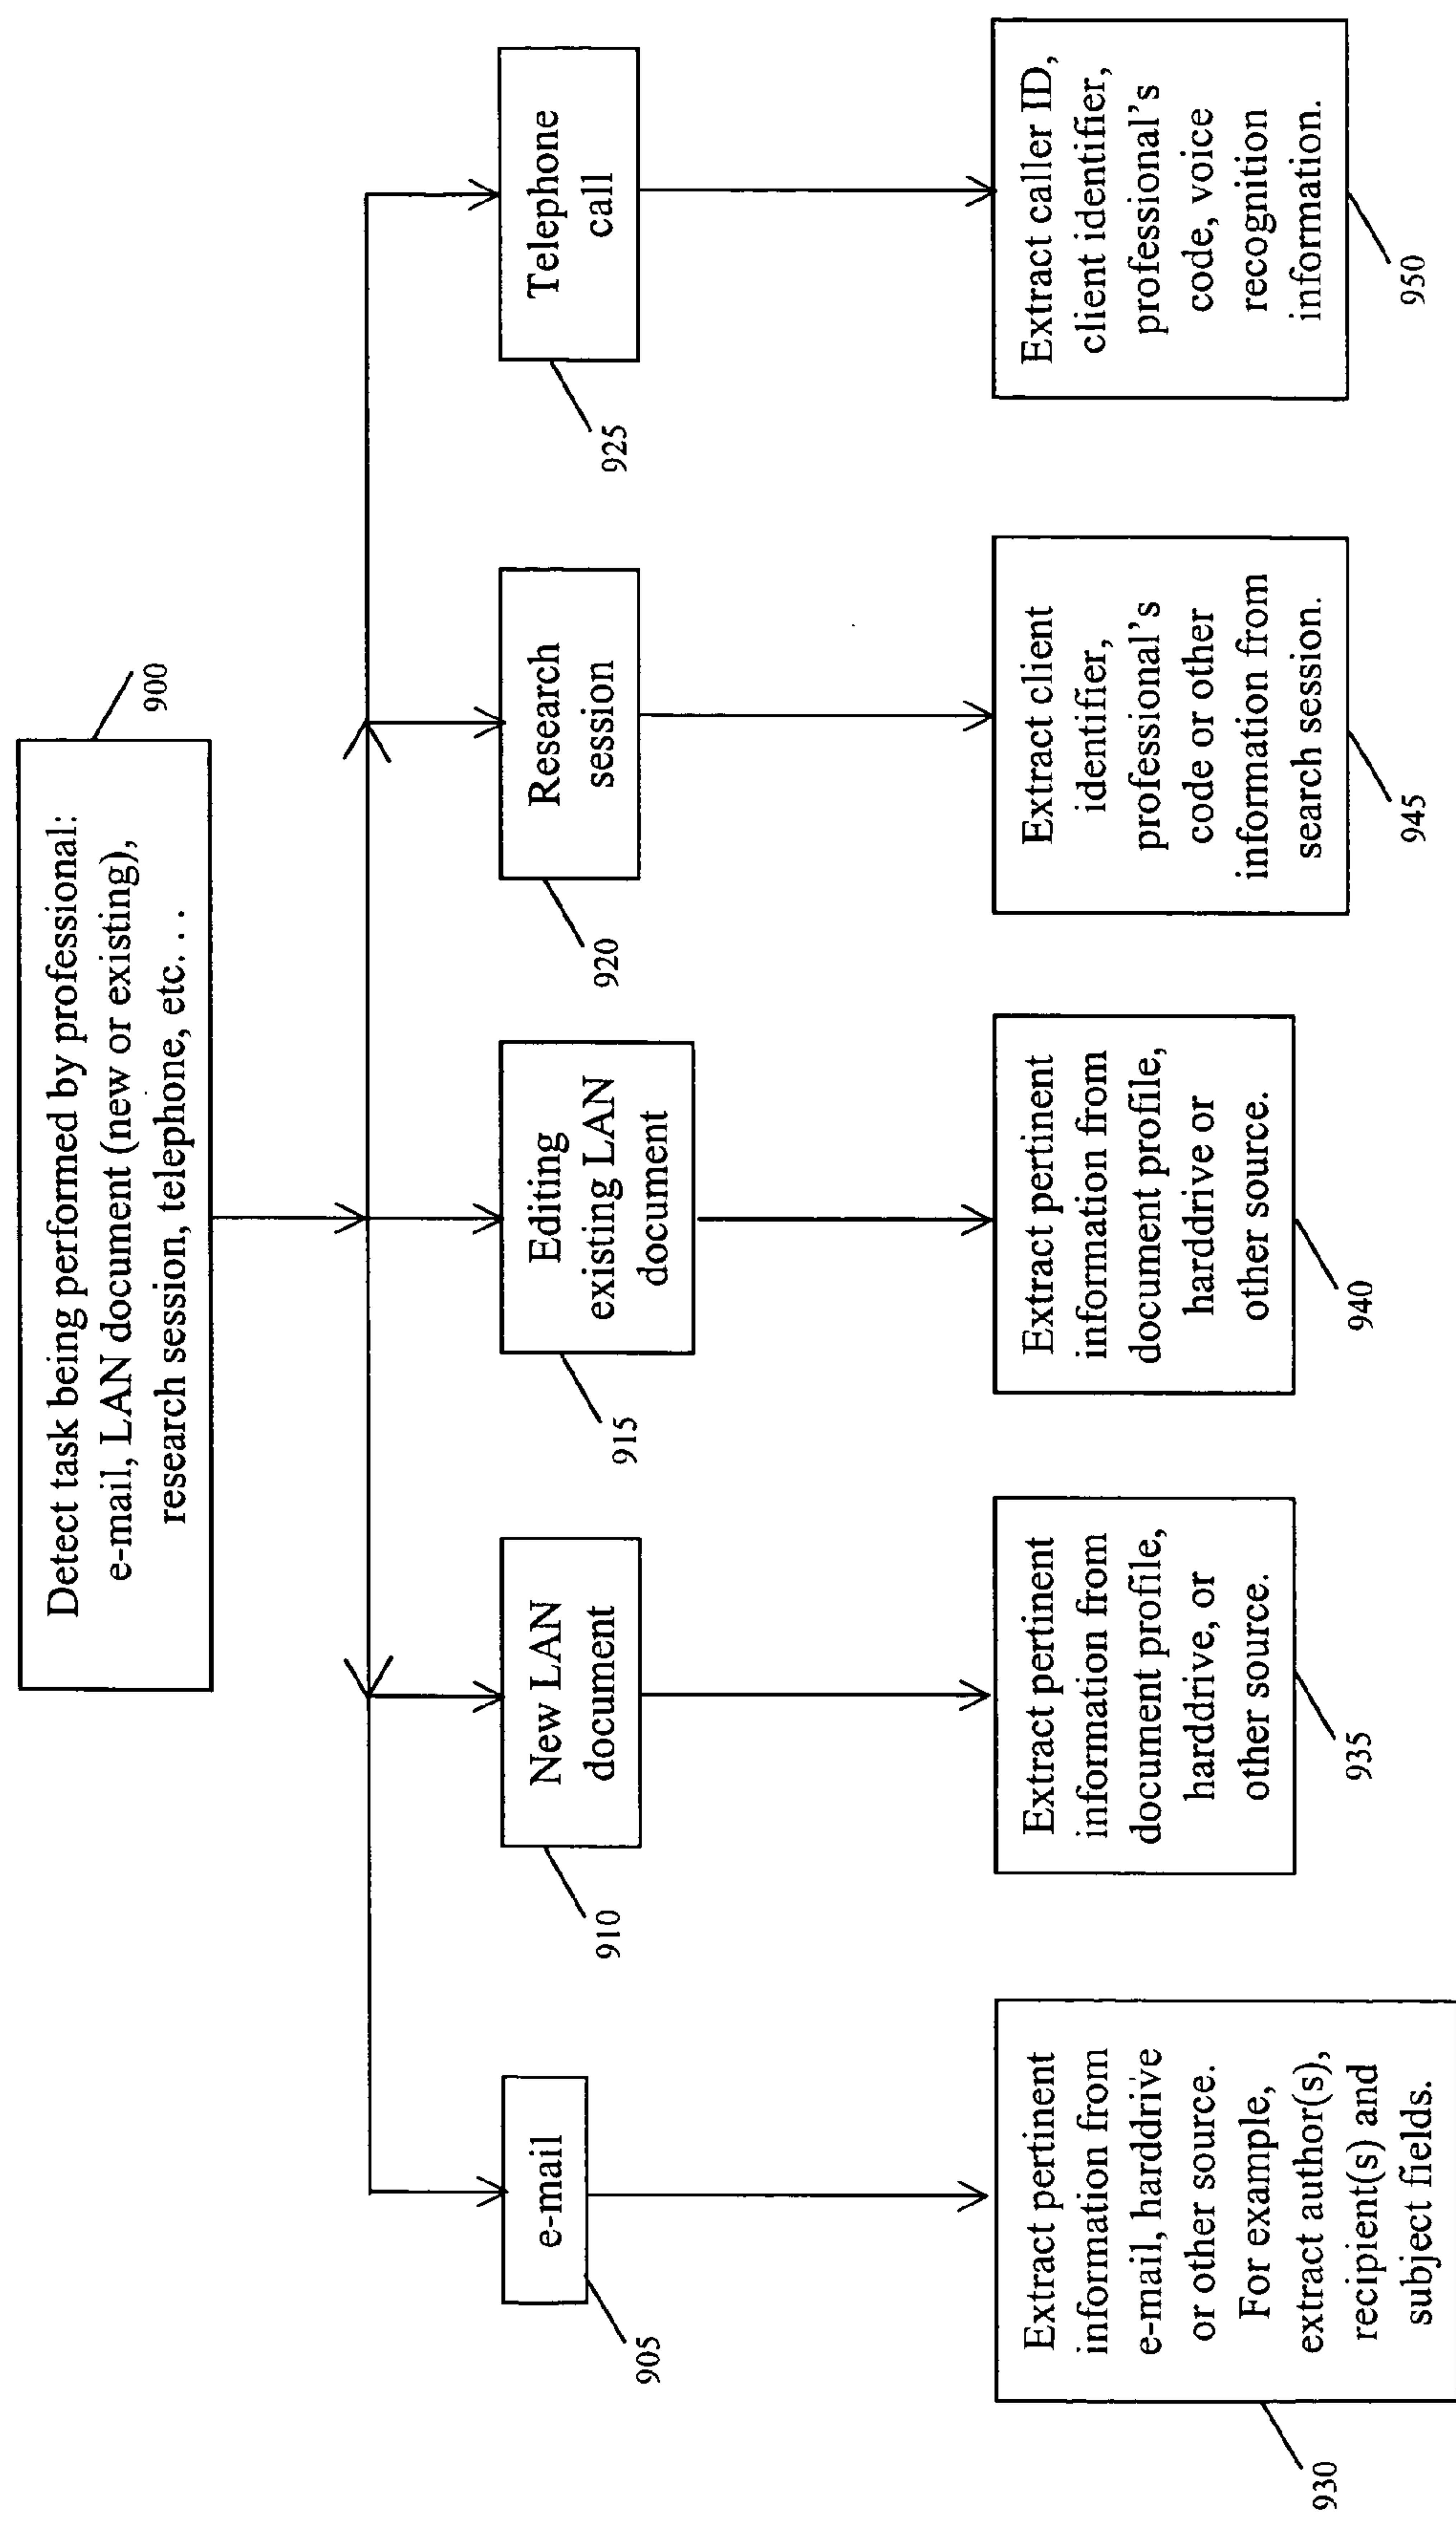 Detect task being performed by professional:
e-mail, LAN document (new or existing),
research session, telephone, etc...
900
e-mail
905
New LAN
document
910
Editing
existing LAN
document
915
Research
session
920
Telephone
call
925
Extract pertinent
information from
e-mail, harddrive
or other source.
For example,
extract author(s),
recipient(s) and
subject fields.
930
Extract pertinent
information from
document profile,
harddrive, or
other source.
935
Extract pertinent
information from
document profile,
harddrive or
other source.
940
Extract client
identifier,
professional's
code or other
information from
search session.
945
Extract caller ID,
client identifier,
professional's
code, voice
recognition
information.
950